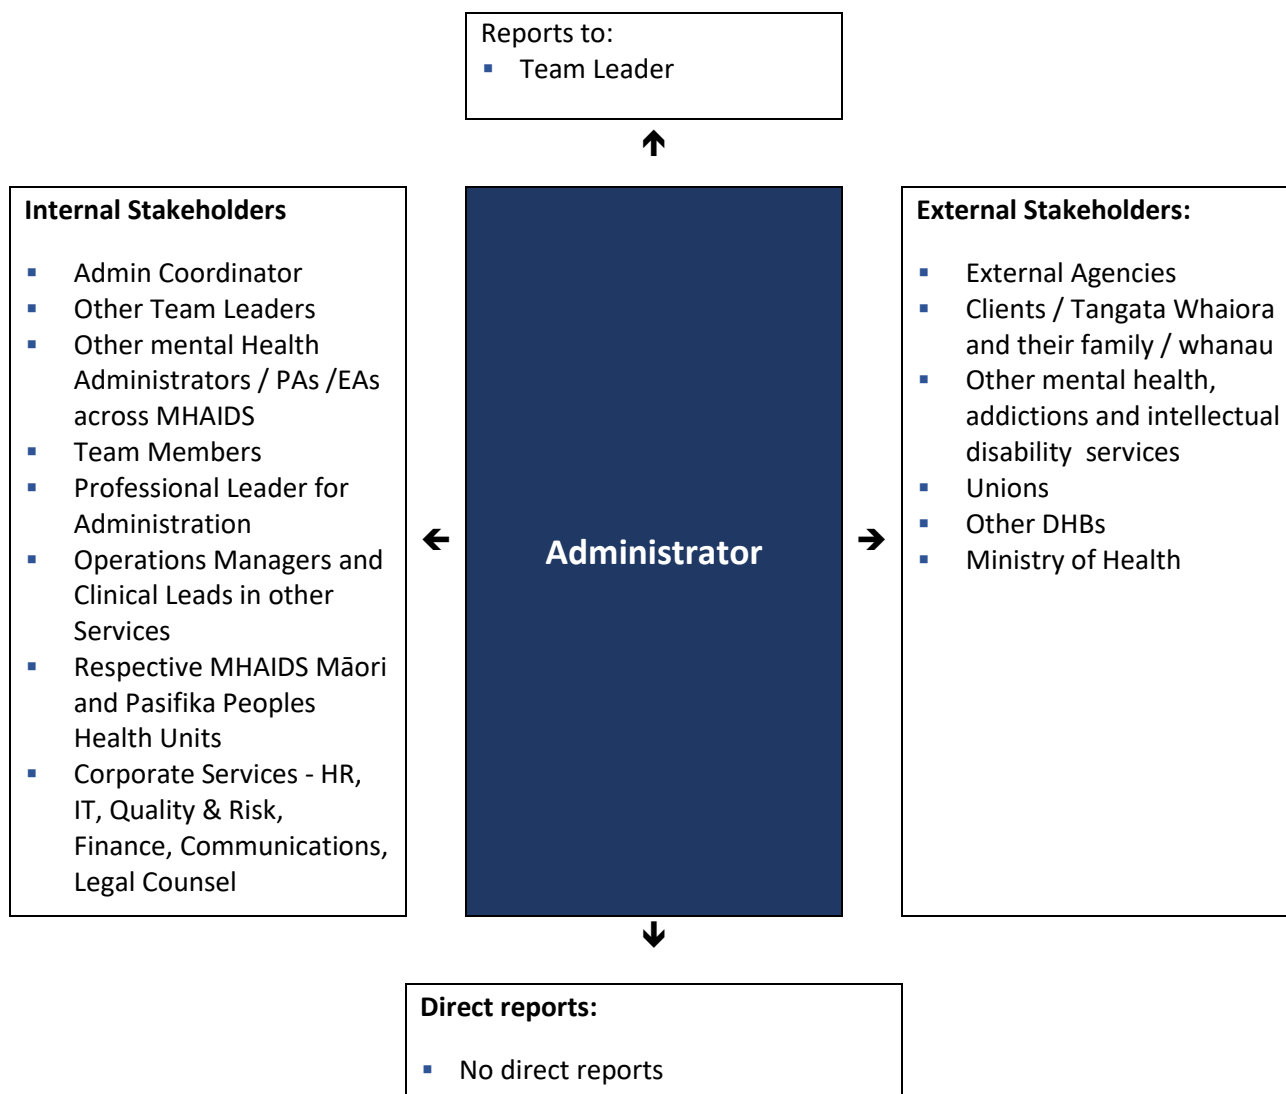 Reports to:
▪ Team Leader
Internal Stakeholders
▪ Admin Coordinator
▪ Other Team Leaders
▪ Other mental Health
Administrators / PAs /EAs
across MHAIDS
▪ Team Members
▪ Professional Leader for
Administration
▪ Operations Managers and
Clinical Leads in other
Services
▪ Respective MHAIDS Māori
and Pasifika Peoples
Health Units
▪ Corporate Services - HR,
IT, Quality & Risk,
Finance, Communications,
Legal Counsel
Administrator
External Stakeholders:
▪ External Agencies
▪ Clients / Tangata Whaiora
and their family / whanau
▪ Other mental health,
addictions and intellectual
disability  services
▪ Unions
▪ Other DHBs
▪ Ministry of Health
Direct reports:
▪ No direct reports